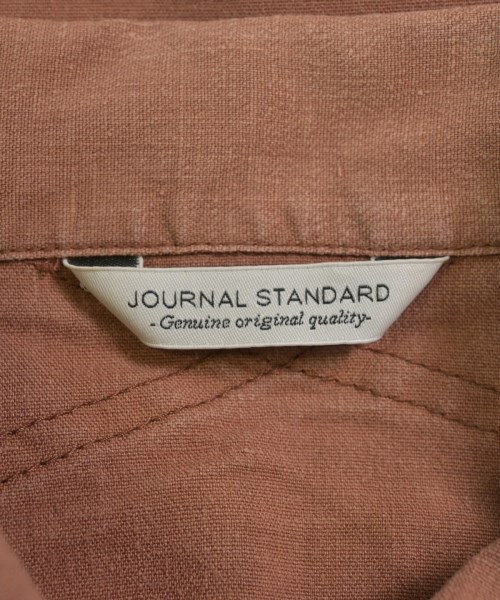 JOURNAL STANDARD
-Genuine original quality-